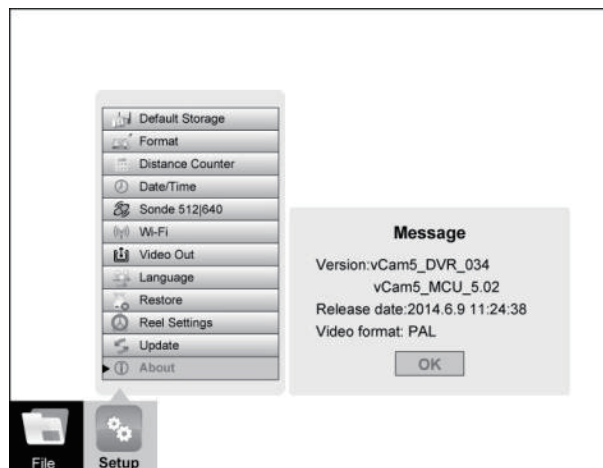 Default Storage
Format
Distance Counter
Date/Time
Sonde 512|640
Wi-Fi
Video Out
Language
Restore
Reel Settings
Update
About
Message
Version:vCam5_DVR_034
vCam5_MCU_5.02
Release date:2014.6.9 11:24:38
Video format: PAL
OK
File
Setup